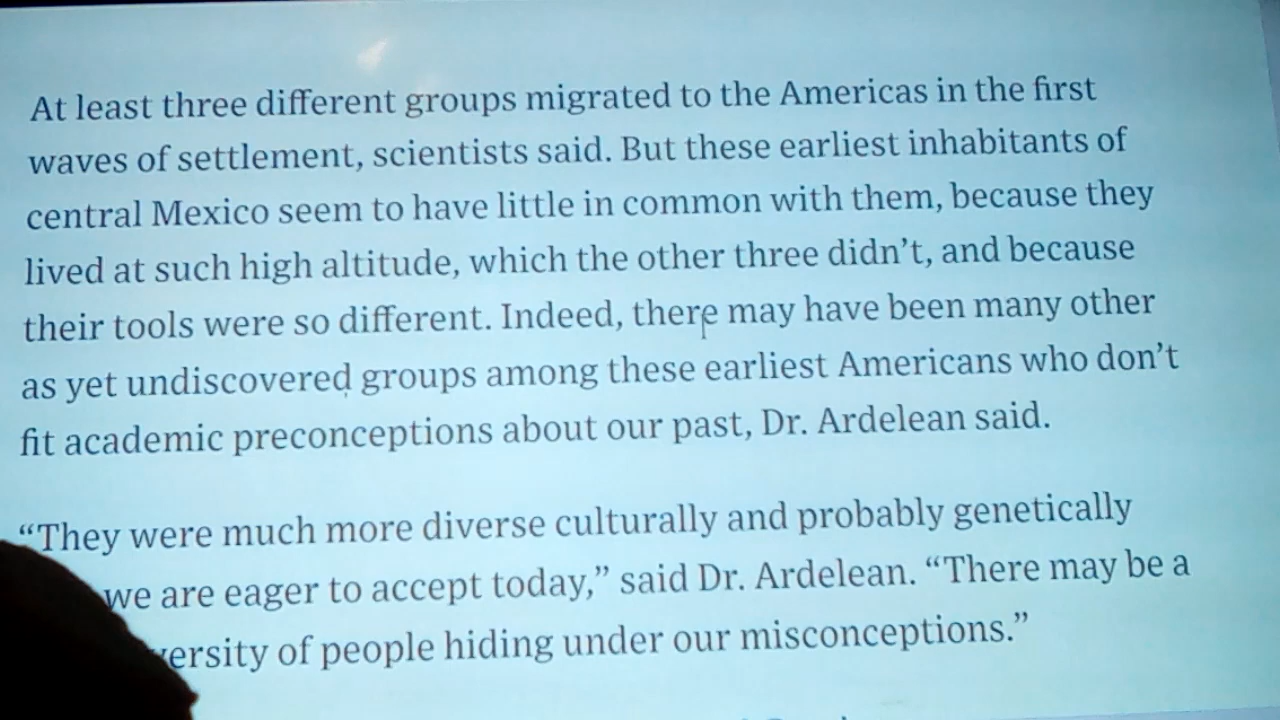 At least three different groups migrated to the Americas in the first
waves of settlement, scientists said. But these earliest inhabitants of
central Mexico seem to have little in common with them, because they
lived at such high altitude, which the other three didn’t, and because
their tools were so different. Indeed, there may have been many other
as yet undiscovered groups among these earliest Americans who don’t
fit academic preconceptions about our past, Dr. Ardelean said.
“They were much more diverse culturally and probably genetically
we are eager to accept today,” said Dr. Ardelean. “There may be a
of people hiding under our misconceptions.”